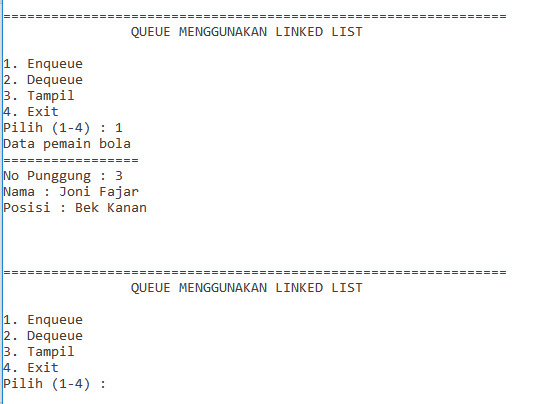 ===============================================================
QUEUE MENGGUNAKAN LINKED LIST
1. Enqueue
2. Dequeue
3. Tampil
4. Exit
Pilih (1-4) : 1
Data pemain bola
=================
No Punggung : 3
Nama : Joni Fajar
Posisi : Bek Kanan
===============================================================
QUEUE MENGGUNAKAN LINKED LIST
1. Enqueue
2. Dequeue
3. Tampil
4. Exit
Pilih (1-4) :